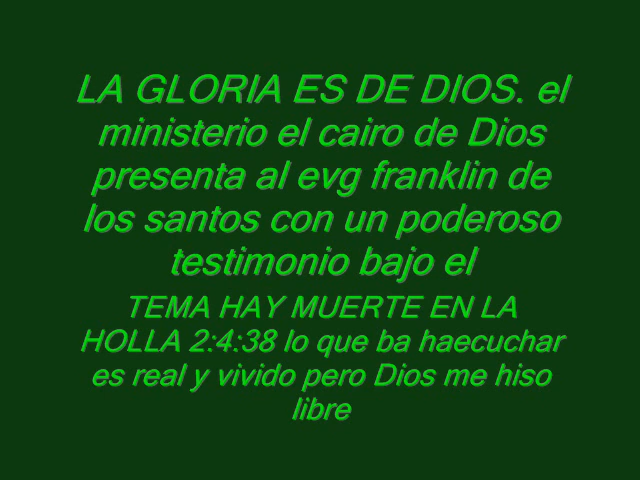 LA GLORIA ES DE DIOS. el
ministerio el cairo de Dios
presenta al evg franklin de
los santos con un poderoso
testimonio bajo el
TEMA HAY MUERTE EN LA
HOLLA 2:4:38 lo que ba haecuchar
es real y vivido pero Dios me hiso
libre